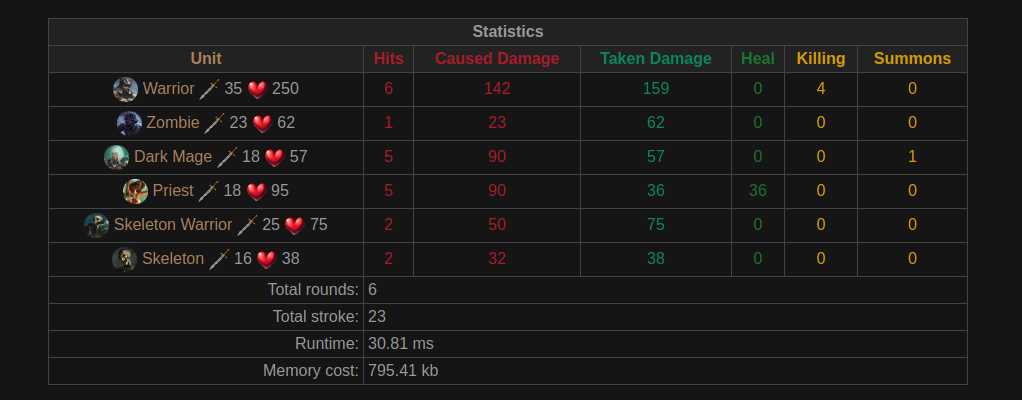 Statistics
Unit Hits Caused Damage Taken Damage Heal Killing Summons
Warrior 35 250 6 142 159 0 4 0
Zombie 23 62 1 23 62 0 0 0
Dark Mage 18 57 5 90 57 0 0 1
Priest 18 95 5 90 36 36 0 0
Skeleton Warrior 25 75 2 50 75 0 0 0
Skeleton 16 38 2 32 38 0 0 0
Total rounds: 6
Total stroke: 23
Runtime: 30.81 ms
Memory cost: 795.41 kb